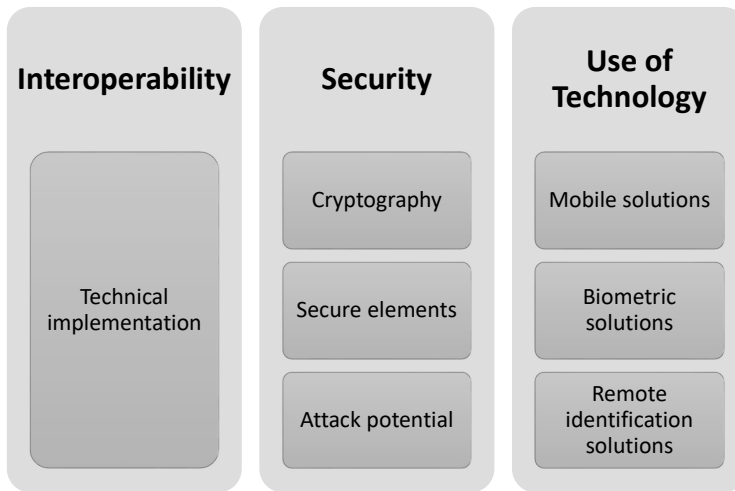 Interoperability
Technical
implementation
Security
Cryptography
Secure elements
Attack potential
Use of
Technology
Mobile solutions
Biometric
solutions
Remote
identification
solutions